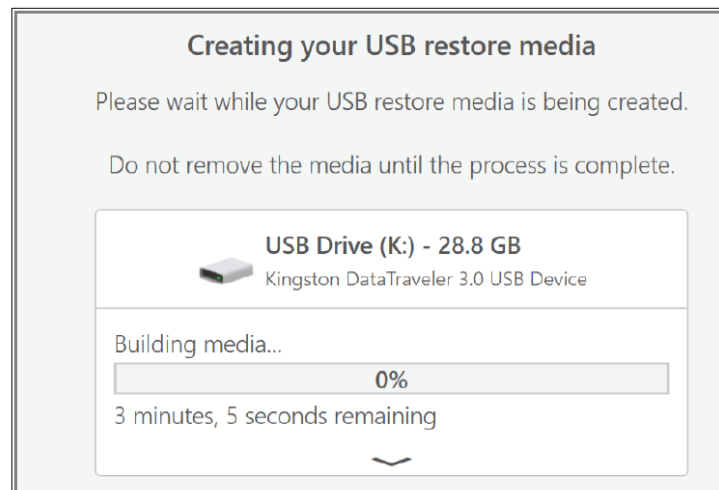 Creating your USB restore media
Please wait while your USB restore media is being created.
Do not remove the media until the process is complete.
USB Drive (K:) - 28.8 GB
Kingston DataTraveler 3.0 USB Device
Building media...
0%
3 minutes, 5 seconds remaining